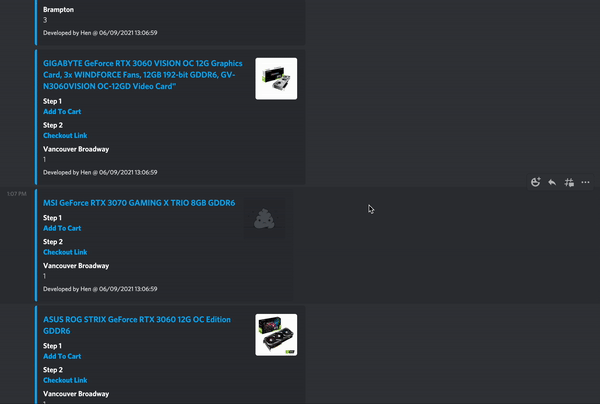 Brampton
3
Developed by Hen @ 06/09/2021 13:06:59
GIGABYTE GeForce RTX 3060 VISION OC 12G Graphics
Card, 3x WINDFORCE Fans, 12GB 192-bit GDDR6, GV-
N3060VISION OC-12GD Video Card"
Step 1
Add To Cart
Step 2
Checkout Link
Vancouver Broadway
1
Developed by Hen @ 06/09/2021 13:06:59
1:07 PM
MSI GeForce RTX 3070 GAMING X TRIO 8GB GDDR6
Step 1
Add To Cart
Step 2
Checkout Link
Vancouver Broadway
1
Developed by Hen @ 06/09/2021 13:06:59
ASUS ROG STRIX GeForce RTX 3060 12G OC Edition
GDDR6
Step 1
Add To Cart
Step 2
Checkout Link
Vancouver Broadway